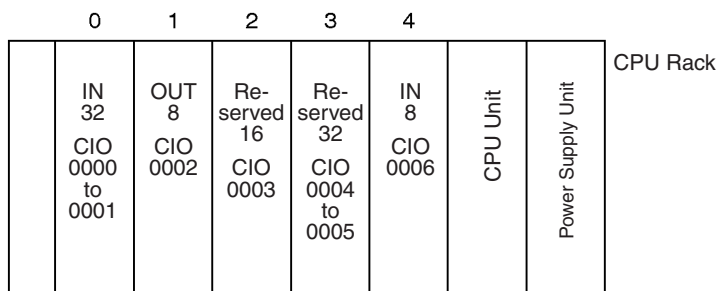 0 1 2 3 4
CPU Rack
IN
32
CIO
0000
to
0001
OUT
8
CIO
0002
Re-
served
16
CIO
0003
Re-
served
32
CIO
0004
to
0005
IN
8
CIO
0006
CPU Unit
Power Supply Unit